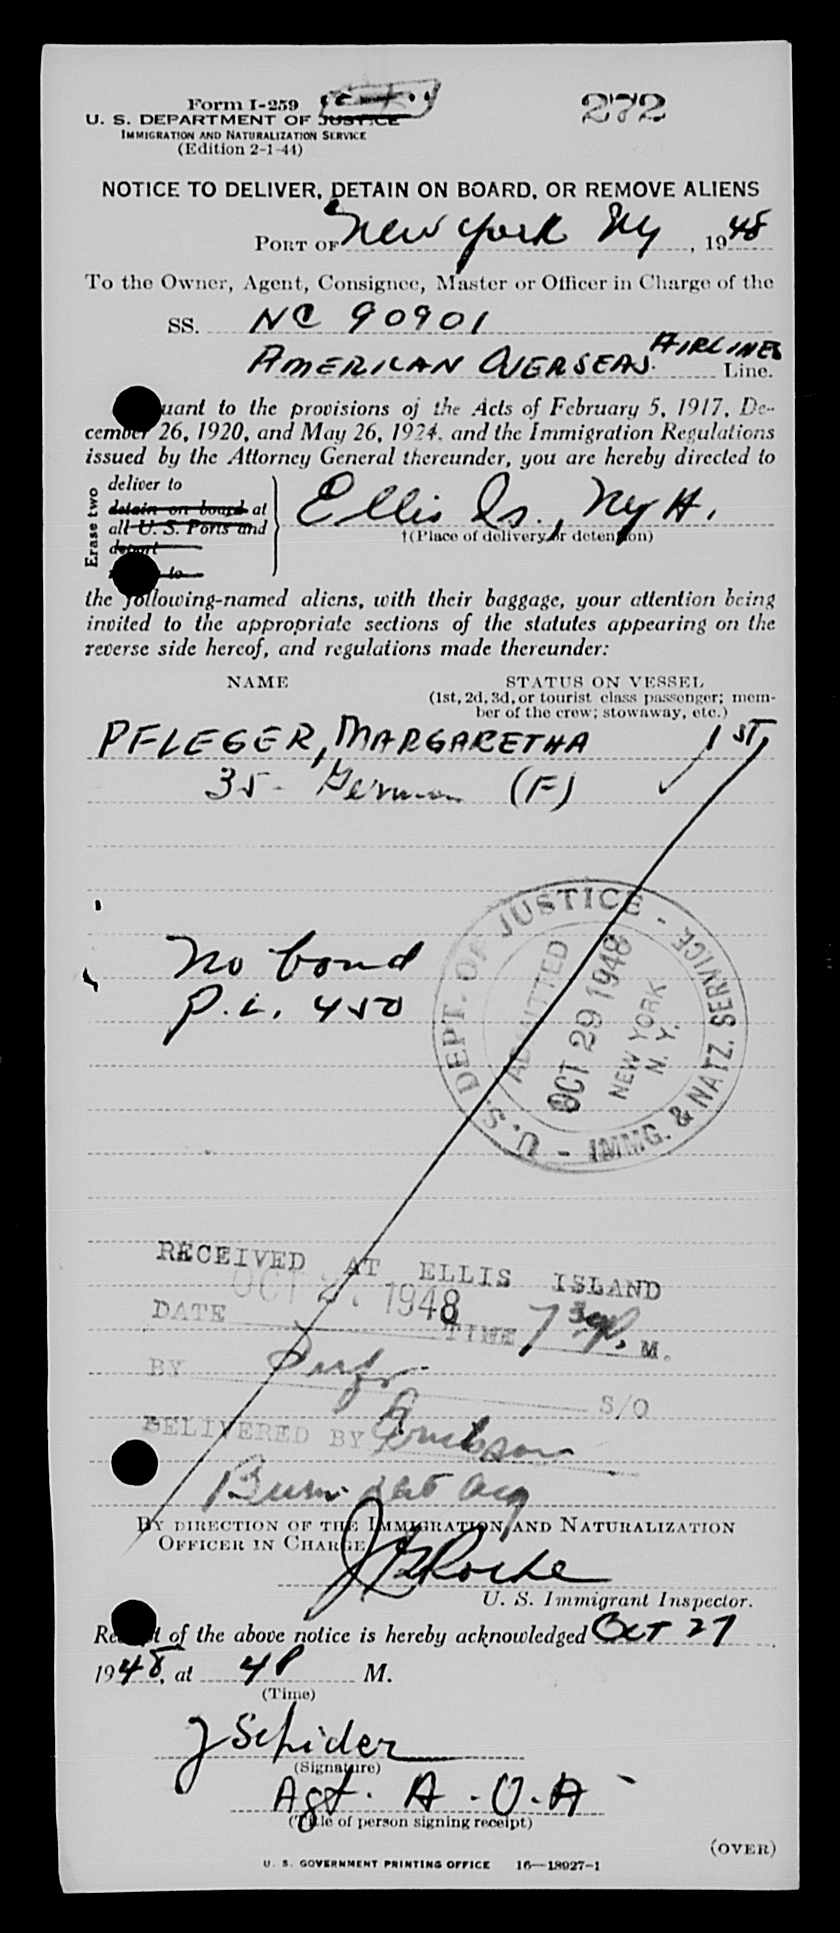 Form I-259
272
U. S. DEPARTMENT OF JUSTICE
IMMIGRATION AND NATURALIZATION SERVICE
(Edition 2-1-44)
NOTICE TO DELIVER, DETAIN ON BOARD, OR REMOVE ALIENS
PORT OF New York Ny, 1948
To the Owner, Agent, Consignee, Master or Officer in Charge of the
SS. NC 90901
AMERICAN OVERSEAS AIRLINES Line.
uant to the provisions of the Acts of February 5, 1917, De-
cember 26, 1920, and May 26, 1924, and the Immigration Regulations
issued by the Attorney General thereunder, you are hereby directed to
Erase two
deliver to
detain on board at
all U. S. Ports and
depart
to
Ellis Is., Ny H.
†(Place of delivery or detention)
the following-named aliens, with their baggage, your attention being
invited to the appropriate sections of the statutes appearing on the
reverse side hereof, and regulations made thereunder:
NAME STATUS ON VESSEL
(1st, 2d, 3d, or tourist class passenger; mem-
ber of the crew; stowaway, etc.)
PFLEGER, MARGARETHA 1ST
35- German (F) ✓
U. S. DEPT. OF JUSTICE - IMMG. & NATZ. SERVICE -
ADMITTED
OCT 29 1948
NEW YORK
N. Y.
No bond
P.L. 450
RECEIVED AT ELLIS ISLAND
DATE OCT 27 1948 TIME 7 30 P. M.
BY S/O
DELIVERED BY
By DIRECTION OF THE IMMIGRATION AND NATURALIZATION
OFFICER IN CHARGE
U. S. Immigrant Inspector.
Receipt of the above notice is hereby acknowledged Oct 27,
1948, at 4 P M.
(Time)
J Schider
(Signature)
Agt. A.O.A
(Title of person signing receipt)
(OVER)
U. S. GOVERNMENT PRINTING OFFICE 16—18927-1